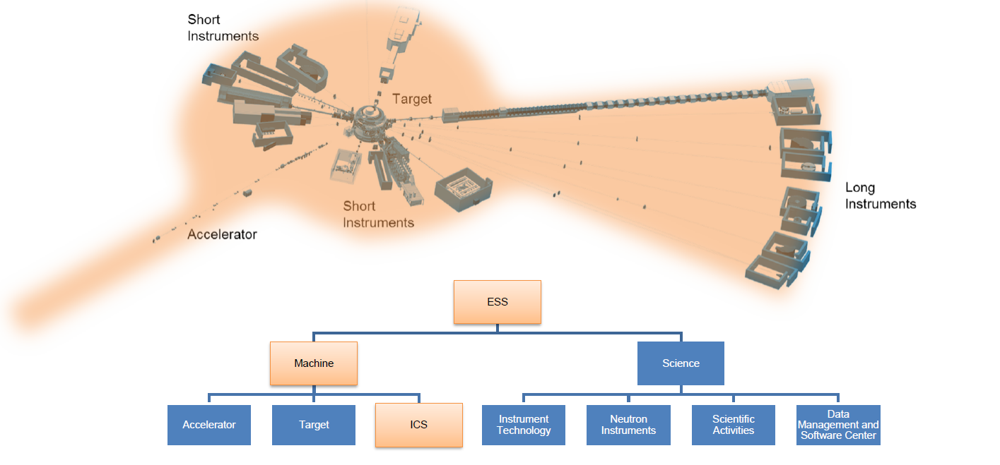 Short
Instruments
Target
Long
Instruments
Short
Instruments
Accelerator
ESS
Machine
Science
Accelerator
Target
ICS
Instrument
Technology
Neutron
Instruments
Scientific
Activities
Data
Management and
Software Center